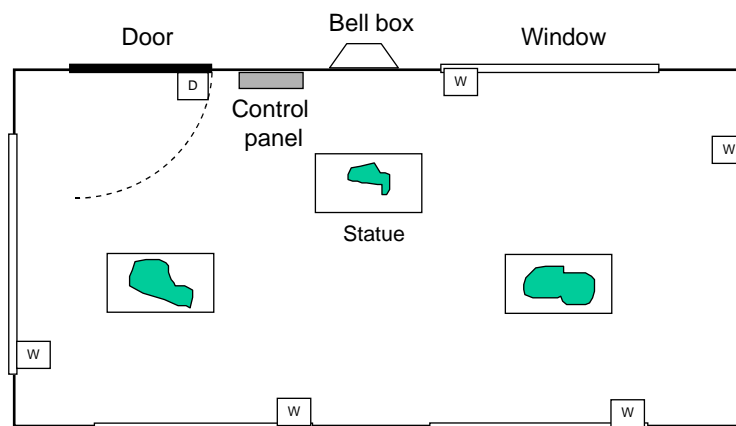 Door
Bell box
Window
D
W
Control
panel
W
Statue
W
W
W